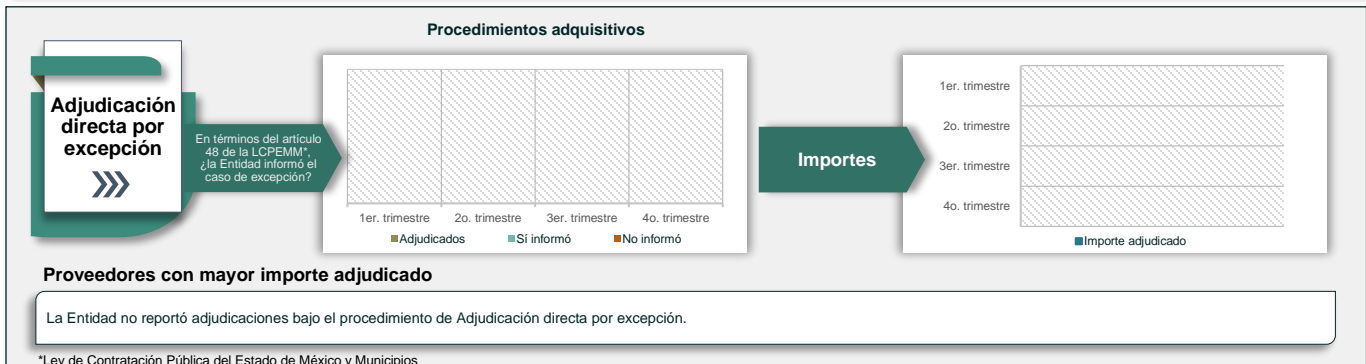 Procedimientos adquisitivos
Adjudicación
directa por
excepción
En términos del artículo
48 de la LCPEMM*,
¿la Entidad informó el
caso de excepción?
1er. trimestre 2o. trimestre 3er. trimestre 4o. trimestre
Adjudicados Sí informó No informó
Importes
1er. trimestre
2o. trimestre
3er. trimestre
4o. trimestre
Importe adjudicado
Proveedores con mayor importe adjudicado
La Entidad no reportó adjudicaciones bajo el procedimiento de Adjudicación directa por excepción.
*Ley de Contratación Pública del Estado de México y Municipios